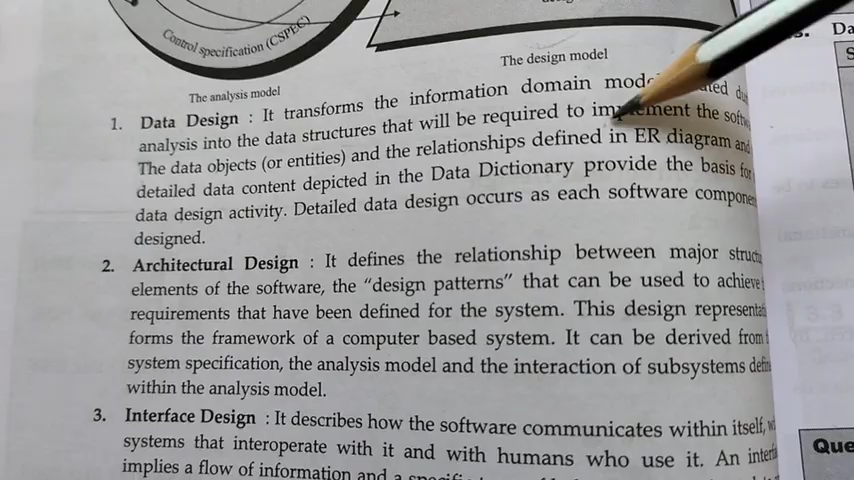 Control specification (CSPEC)
The design model
The analysis model
Da
S
1. Data Design : It transforms the information domain
analysis into the data structures that will be required to implement the
The data objects (or entities) and the relationships defined in ER diagram and
detailed data content depicted in the Data Dictionary provide the basis for
data design activity. Detailed data design occurs as each software
designed.
2. Architectural Design : It defines the relationship between major
elements of the software, the “design patterns” that can be used to achieve
requirements that have been defined for the system. This design
forms the framework of a computer based system. It can be derived from
system specification, the analysis model and the interaction of subsystems
within the analysis model.
3. Interface Design : It describes how the software communicates within itself,
systems that interoperate with it and with humans who use it. An
implies a flow of information and a
Que